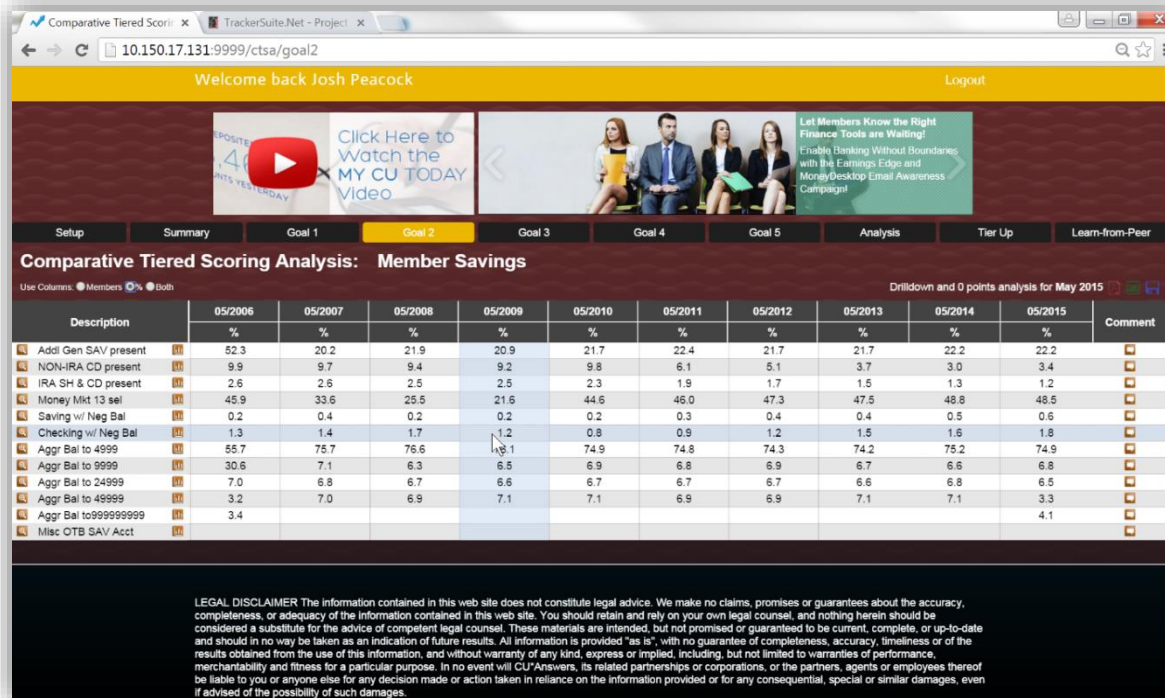 Comparative Tiered Scorin
TrackerSuite.Net - Project
10.150.17.131:9999/ctsa/goal2
Welcome back Josh Peacock Logout
Click Here to
Watch the
MY CU TODAY
Video
Let Members Know the Right
Finance Tools are Waiting!
Enable Banking Without Boundaries
with the Earnings Edge and
MoneyDesktop Email Awareness
Campaign!
Setup Summary Goal 1 Goal 2 Goal 3 Goal 4 Goal 5 Analysis Tier Up Learn-from-Peer
Comparative Tiered Scoring Analysis: Member Savings
Use Columns: Members % Both Drilldown and 0 points analysis for May 2015
Description 05/2006 05/2007 05/2008 05/2009 05/2010 05/2011 05/2012 05/2013 05/2014 05/2015 Comment
% % % % % % % % % %
Addl Gen SAV present 52.3 20.2 21.9 20.9 21.7 22.4 21.7 21.7 22.2 22.2
NON-IRA CD present 9.9 9.7 9.4 9.2 9.8 6.1 5.1 3.7 3.0 3.4
IRA SH & CD present 2.6 2.6 2.5 2.5 2.3 1.9 1.7 1.5 1.3 1.2
Money Mkt 13 sel 45.9 33.6 25.5 21.6 44.6 46.0 47.3 47.5 48.8 48.5
Saving w/ Neg Bal 0.2 0.4 0.2 0.2 0.2 0.3 0.4 0.4 0.5 0.6
Checking w/ Neg Bal 1.3 1.4 1.7 1.2 0.8 0.9 1.2 1.5 1.6 1.8
Aggr Bal to 4999 55.7 75.7 76.6 74.9 74.8 74.3 74.2 75.2 74.9
Aggr Bal to 9999 30.6 7.1 6.3 6.5 6.9 6.8 6.9 6.7 6.6 6.8
Aggr Bal to 24999 7.0 6.8 6.7 6.6 6.7 6.7 6.7 6.6 6.8 6.5
Aggr Bal to 49999 3.2 7.0 6.9 7.1 7.1 6.9 6.9 7.1 7.1 3.3
Aggr Bal to999999999 3.4 4.1
Misc OTB SAV Acct
LEGAL DISCLAIMER The information contained in this web site does not constitute legal advice. We make no claims, promises or guarantees about the accuracy,
completeness, or adequacy of the information contained in this web site. You should retain and rely on your own legal counsel, and nothing herein should be
considered a substitute for the advice of competent legal counsel. These materials are intended, but not promised or guaranteed to be current, complete, or up-to-date
and should in no way be taken as an indication of future results. All information is provided "as is", with no guarantee of completeness, accuracy, timeliness or of the
results obtained from the use of this information, and without warranty of any kind, express or implied, including, but not limited to warranties of performance,
merchantability and fitness for a particular purpose. In no event will CU*Answers, its related partnerships or corporations, or the partners, agents or employees thereof
be liable to you or anyone else for any decision made or action taken in reliance on the information provided or for any consequential, special or similar damages, even
if advised of the possibility of such damages.